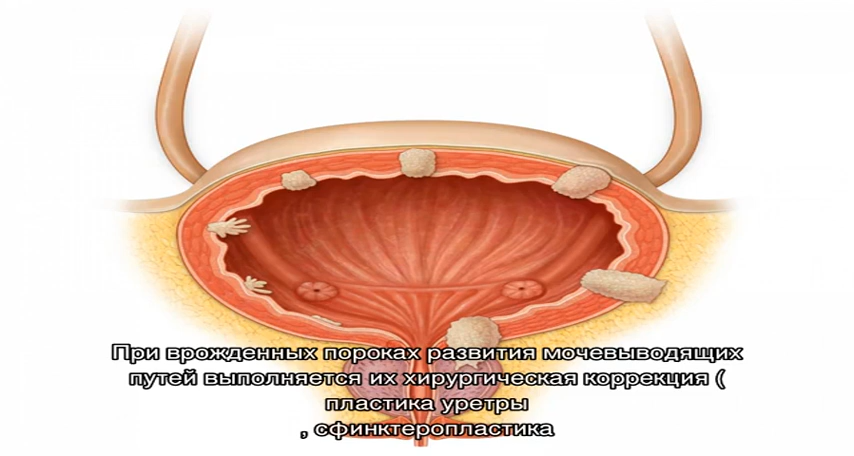 При врожденных пороках развития мочевыводящих
путей выполняется их хирургическая коррекция (
пластика уретры
, сфинктеропластика